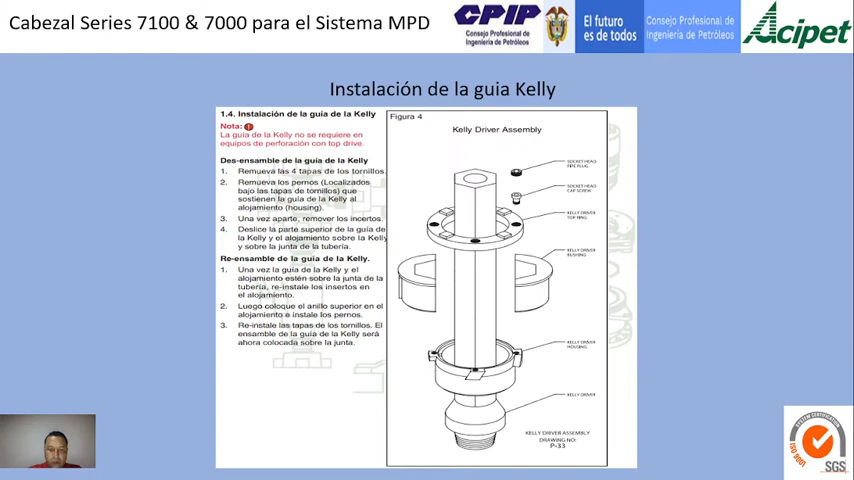 Cabezal Series 7100 & 7000 para el Sistema MPD
CPIP
Consejo Profesional de
Ingeniería de Petróleos
El futuro
es de todos
Consejo Profesional de
Ingeniería de Petróleos
Acipet
Instalación de la guia Kelly
1.4. Instalación de la guía de la Kelly
Nota:
La guía de la Kelly no se requiere en
equipos de perforación con top drive.
Des-ensamble de la guía de la Kelly
1. Remueva las 4 tapas de los tornillos.
2. Remueva los pernos (Localizados
bajo las tapas de tornillos) que
sostienen la guía de la Kelly al
alojamiento (housing).
3. Una vez aparte, remover los incertos.
4. Deslice la parte superior de la guía de
la Kelly y el alojamiento sobre la Kelly
y sobre la junta de la tubería.
Re-ensamble de la guía de la Kelly.
1. Una vez la guía de la Kelly y el
alojamiento estén sobre la junta de la
tubería, re-instale los insertos en
el alojamiento.
2. Luego coloque el anillo superior en el
alojamiento e instale los pernos.
3. Re-instale las tapas de los tornillos. El
ensamble de la guía de la Kelly será
ahora colocada sobre la junta.
Figura 4
Kelly Driver Assembly
SOCKET HEAD
PIPE PLUG
SOCKET HEAD
CAP SCREW
KELLY DRIVER
TOP RING
KELLY DRIVER
BUSHING
KELLY DRIVER
HOUSING
KELLY DRIVER
KELLY DRIVER ASSEMBLY
DRAWING NO:
P-33
SYSTEM CERTIFICATION
ISO 9001
SGS